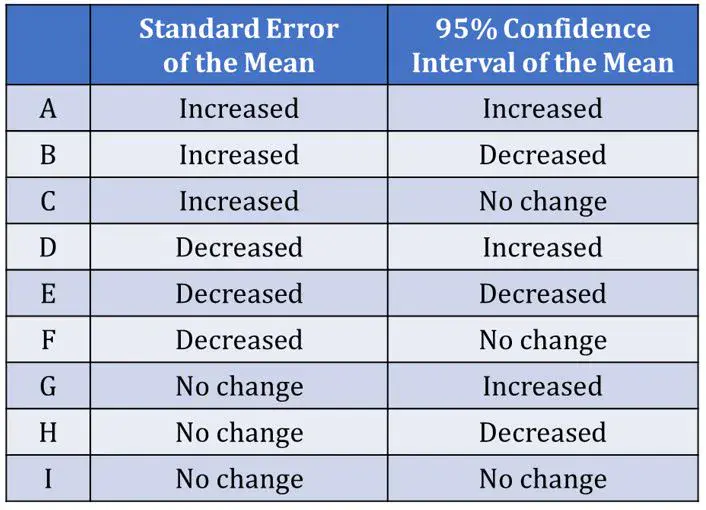 Standard Error of the Mean
95% Confidence Interval of the Mean
A Increased Increased
B Increased Decreased
C Increased No change
D Decreased Increased
E Decreased Decreased
F Decreased No change
G No change Increased
H No change Decreased
I No change No change